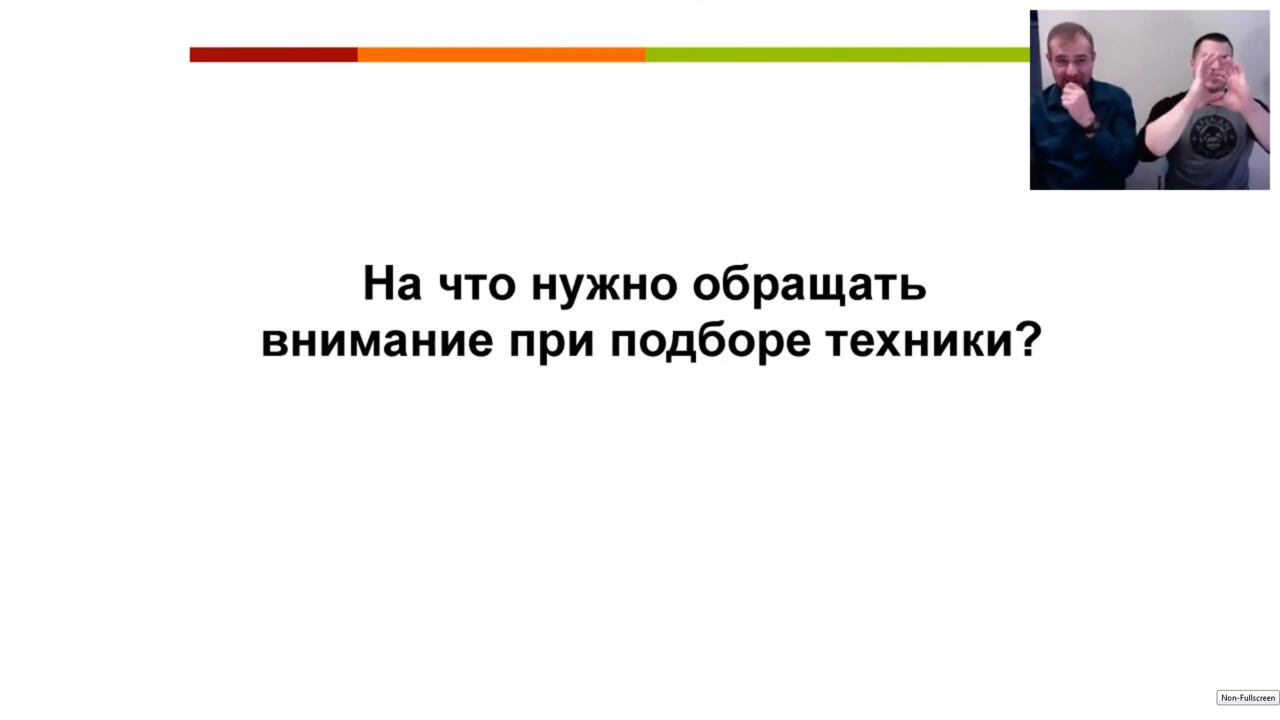 На что нужно обращать
внимание при подборе техники?
Non-Fullscreen